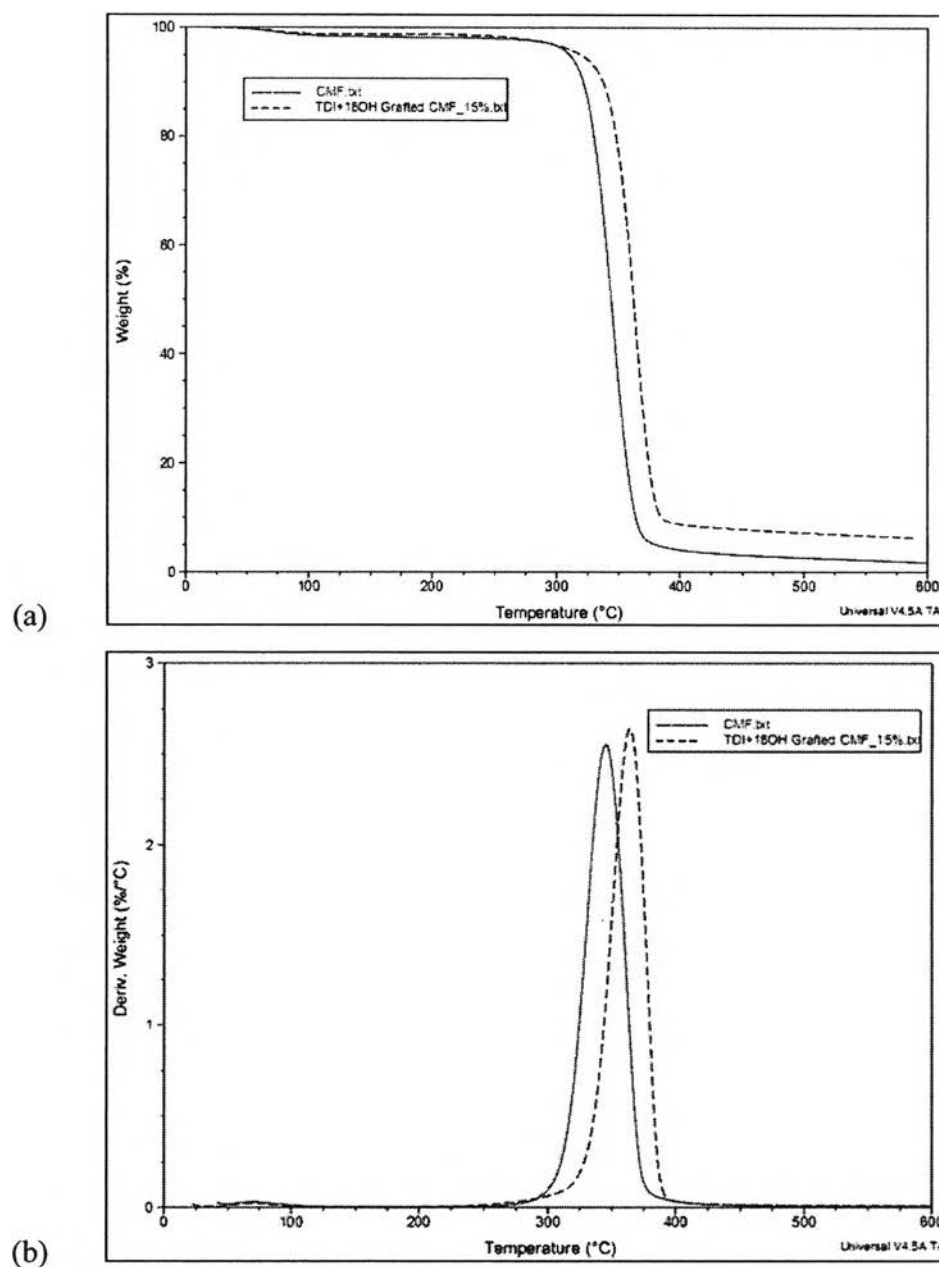 100
80
60
40
20
0
Weight (%)
CMF.txt
TDI+18OH Grafted CMF_15%.txt
0 100 200 300 400 500 600
Temperature (°C)
Universal V4.5A TA
(a)
3
2
1
0
Deriv. Weight (%/°C)
CMF.txt
TDI+18OH Grafted CMF_15%.txt
0 100 200 300 400 500 600
Temperature (°C)
Universal V4.5A T
(b)